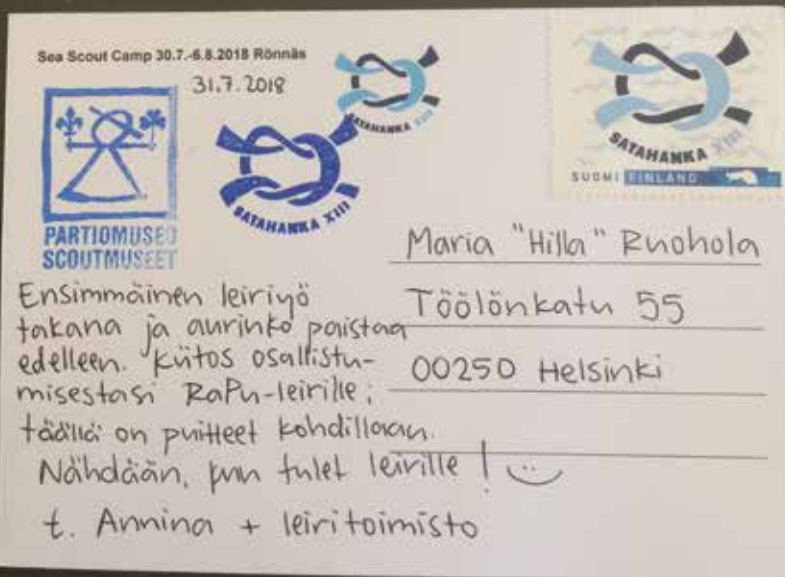 Sea Scout Camp 30.7.-6.8.2018 Rönnäs
31.7.2018
SATAHANKA XIII
SATAHANKA XIII
SATAHANKA XIII
SUOMI FINLAND
PARTIOMUSEO
SCOUTMUSEET
Maria "Hilla" Ruohola
Töölönkatu 55
00250 Helsinki
Ensimmäinen leiriyö
takana ja aurinko paistaa
edelleen. Kiitos osallistu-
misestasi RaPu-leirille;
täällä on puitteet kohdillaan.
Nähdään, kun tulet leirille! :)
t. Annina + leiritoimisto